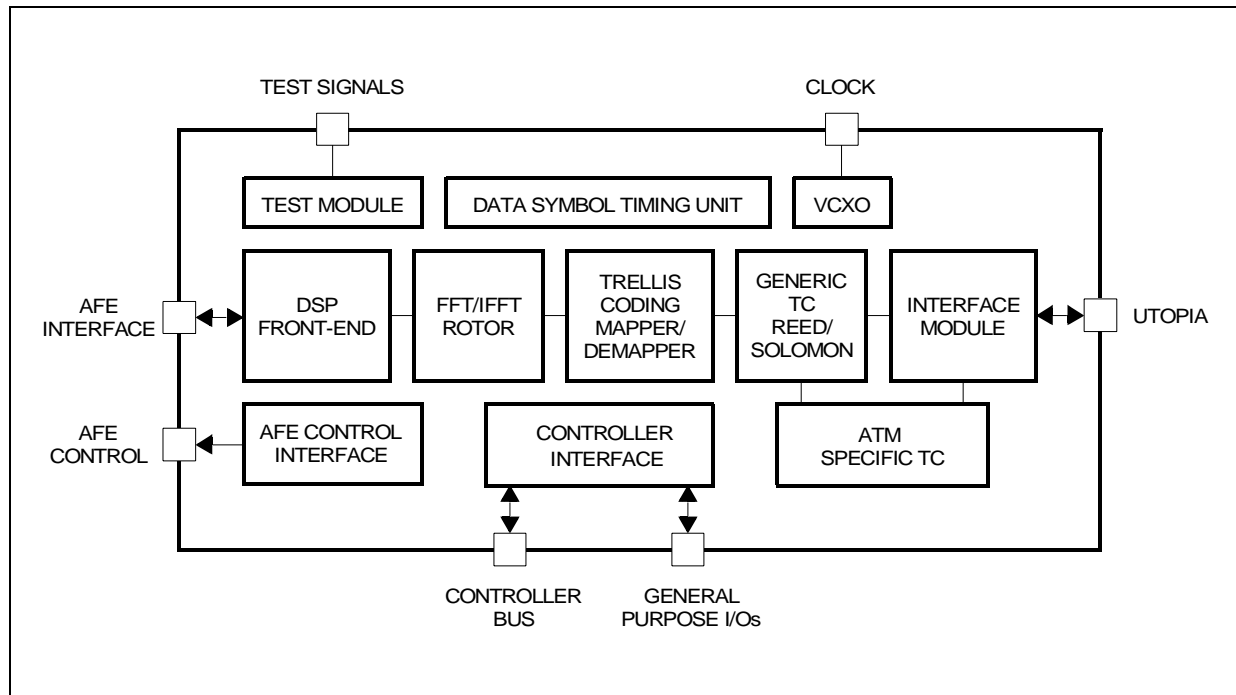 TEST SIGNALS
CLOCK
TEST MODULE
DATA SYMBOL TIMING UNIT
VCXO
AFE
INTERFACE
DSP
FRONT-END
FFT/IFFT
ROTOR
TRELLIS
CODING
MAPPER/
DEMAPPER
GENERIC
TC
REED/
SOLOMON
INTERFACE
MODULE
UTOPIA
AFE
CONTROL
AFE CONTROL
INTERFACE
CONTROLLER
INTERFACE
ATM
SPECIFIC TC
CONTROLLER
BUS
GENERAL
PURPOSE I/Os